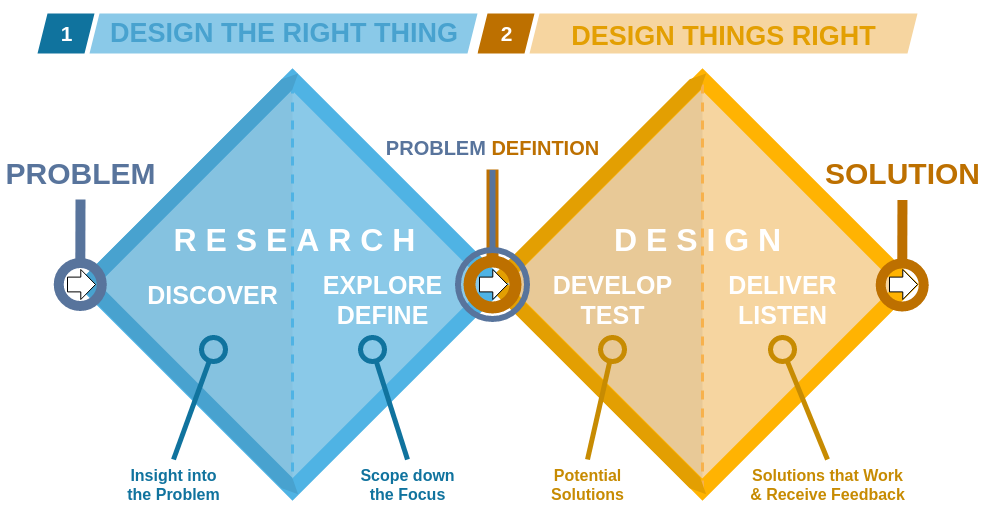 1 DESIGN THE RIGHT THING 2 DESIGN THINGS RIGHT
PROBLEM DEFINTION
PROBLEM
SOLUTION
RESEARCH
DESIGN
DISCOVER
EXPLORE
DEFINE
DEVELOP
TEST
DELIVER
LISTEN
Insight into
the Problem
Scope down
the Focus
Potential
Solutions
Solutions that Work
& Receive Feedback